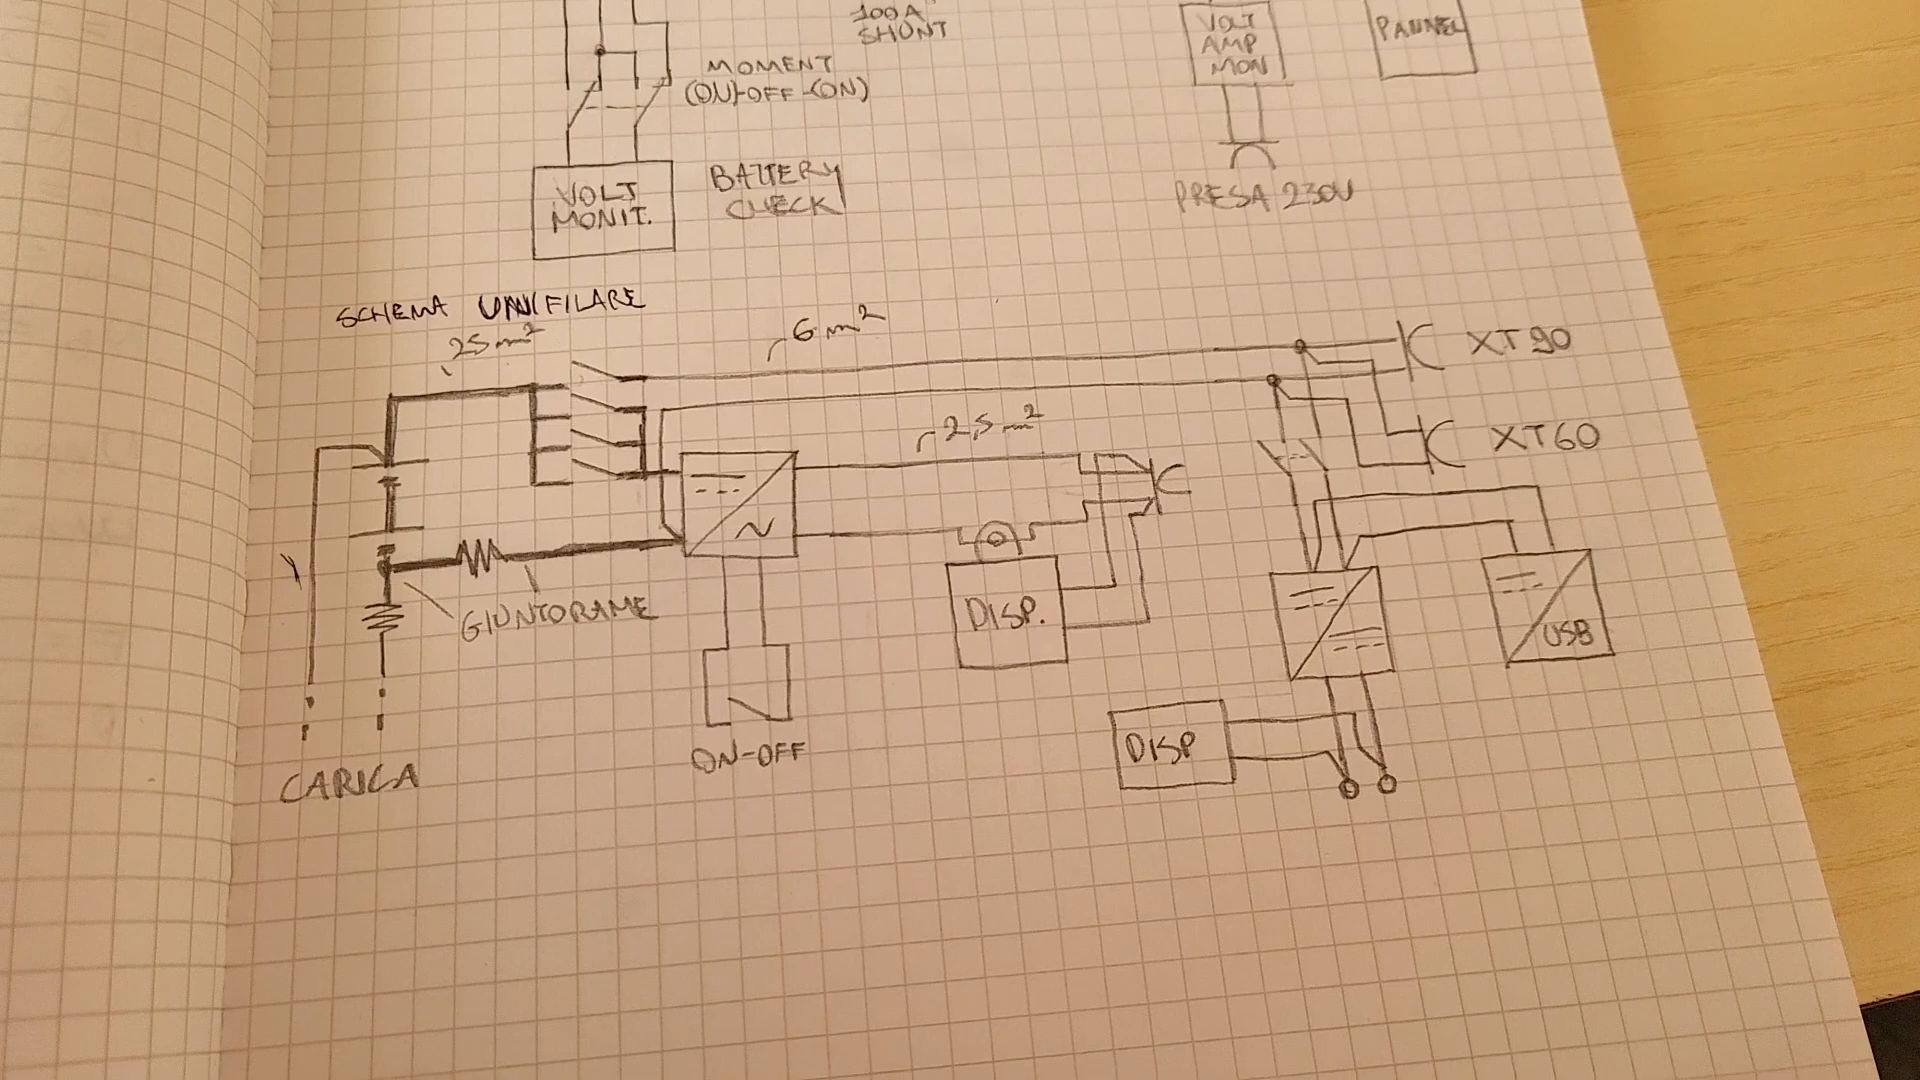 100A
SHUNT
VOLT
AMP
MON
PANNEL
MOMENT
(ON)-OFF-(ON)
VOLT
MONIT.
BATTERY
CHECK
PRESA 230V
SCHEMA UNIFILARE
25mm²
6mm²
XT90
2,5mm²
XT60
GIUNTORAME
DISP.
USB
ON-OFF
DISP
CARICA